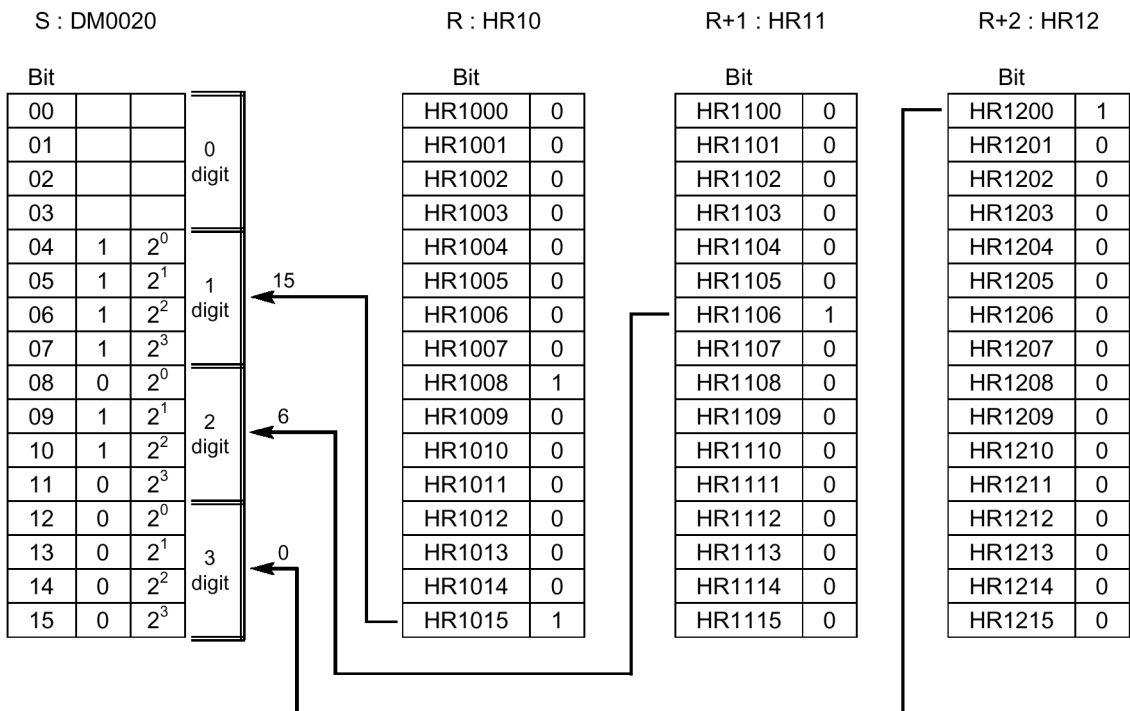 S : DM0020 R : HR10 R+1 : HR11 R+2 : HR12
Bit Bit Bit Bit
00 HR1000 0 HR1100 0 HR1200 1
01 0 HR1001 0 HR1101 0 HR1201 0
02 digit HR1002 0 HR1102 0 HR1202 0
03 HR1003 0 HR1103 0 HR1203 0
04 1 2⁰ HR1004 0 HR1104 0 HR1204 0
05 1 2¹ 1 15 HR1005 0 HR1105 0 HR1205 0
06 1 2² digit HR1006 0 HR1106 1 HR1206 0
07 1 2³ HR1007 0 HR1107 0 HR1207 0
08 0 2⁰ HR1008 1 HR1108 0 HR1208 0
09 1 2¹ 2 6 HR1009 0 HR1109 0 HR1209 0
10 1 2² digit HR1010 0 HR1110 0 HR1210 0
11 0 2³ HR1011 0 HR1111 0 HR1211 0
12 0 2⁰ HR1012 0 HR1112 0 HR1212 0
13 0 2¹ 3 0 HR1013 0 HR1113 0 HR1213 0
14 0 2² digit HR1014 0 HR1114 0 HR1214 0
15 0 2³ HR1015 1 HR1115 0 HR1215 0